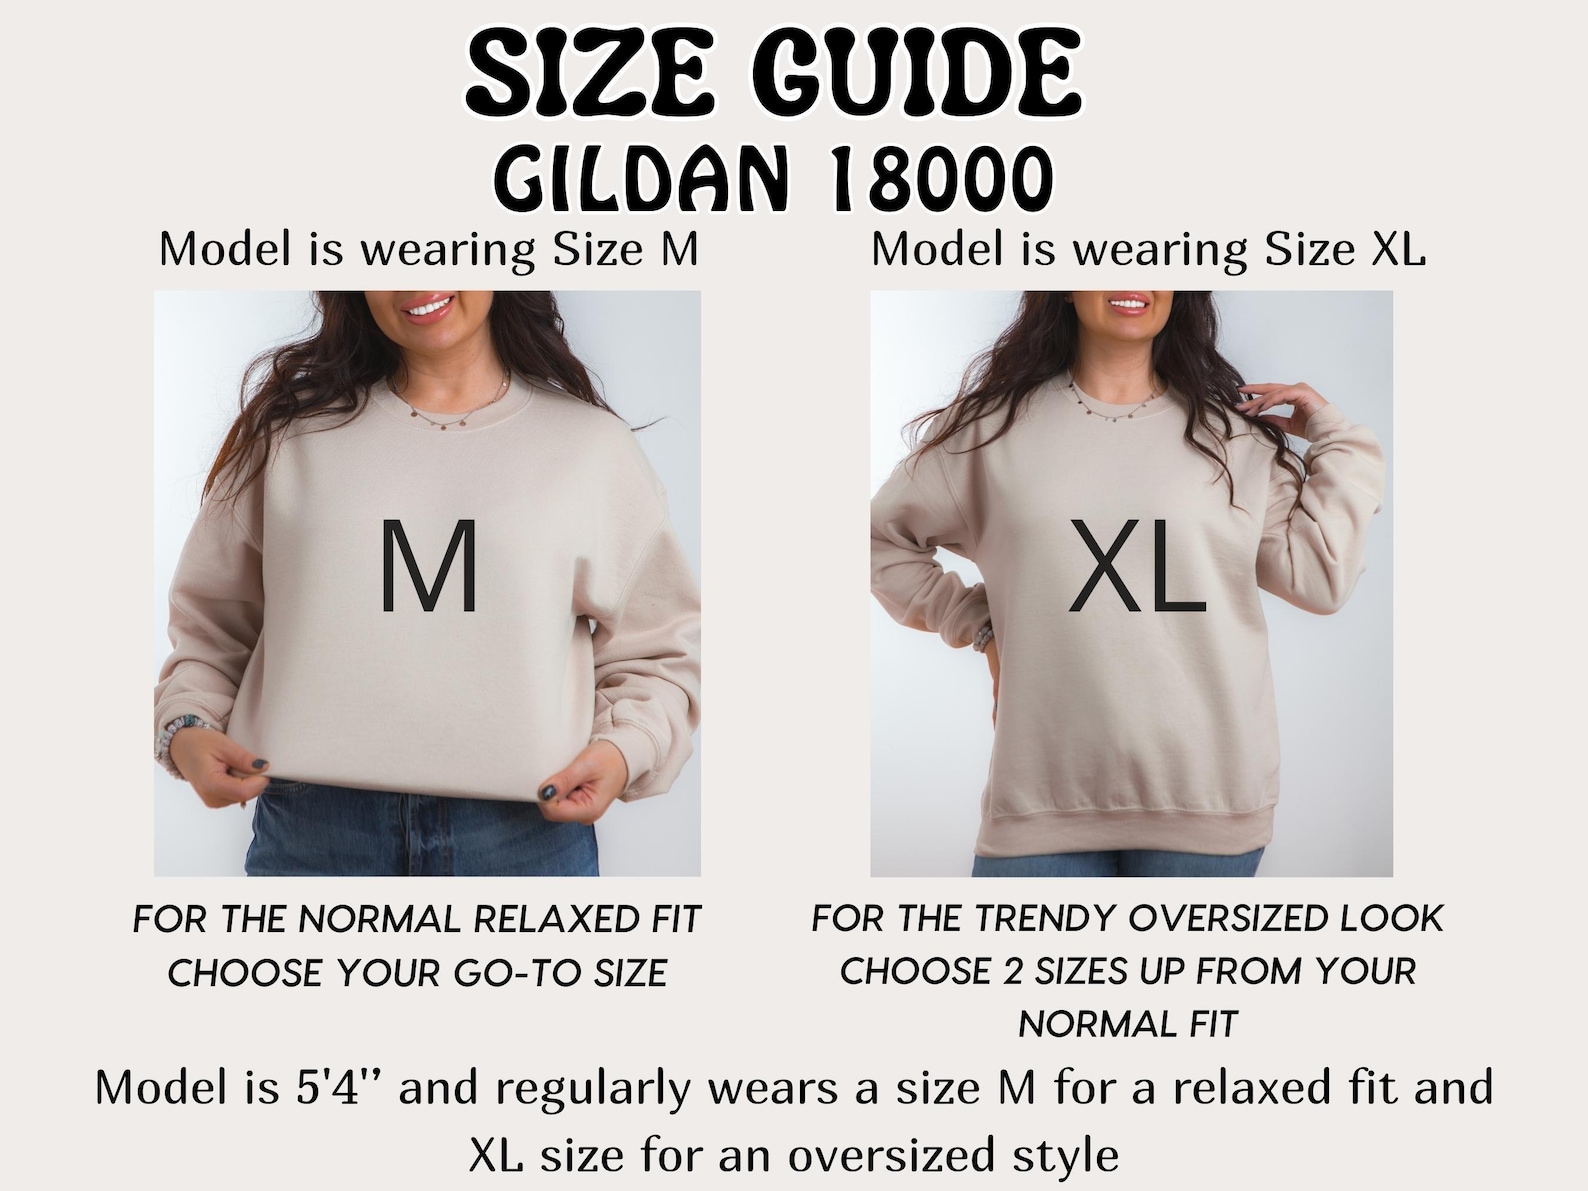 SIZE GUIDE
GILDAN 18000
Model is wearing Size M
Model is wearing Size XL
M
XL
FOR THE NORMAL RELAXED FIT
CHOOSE YOUR GO-TO SIZE
FOR THE TRENDY OVERSIZED LOOK
CHOOSE 2 SIZES UP FROM YOUR
NORMAL FIT
Model is 5'4'' and regularly wears a size M for a relaxed fit and
XL size for an oversized style